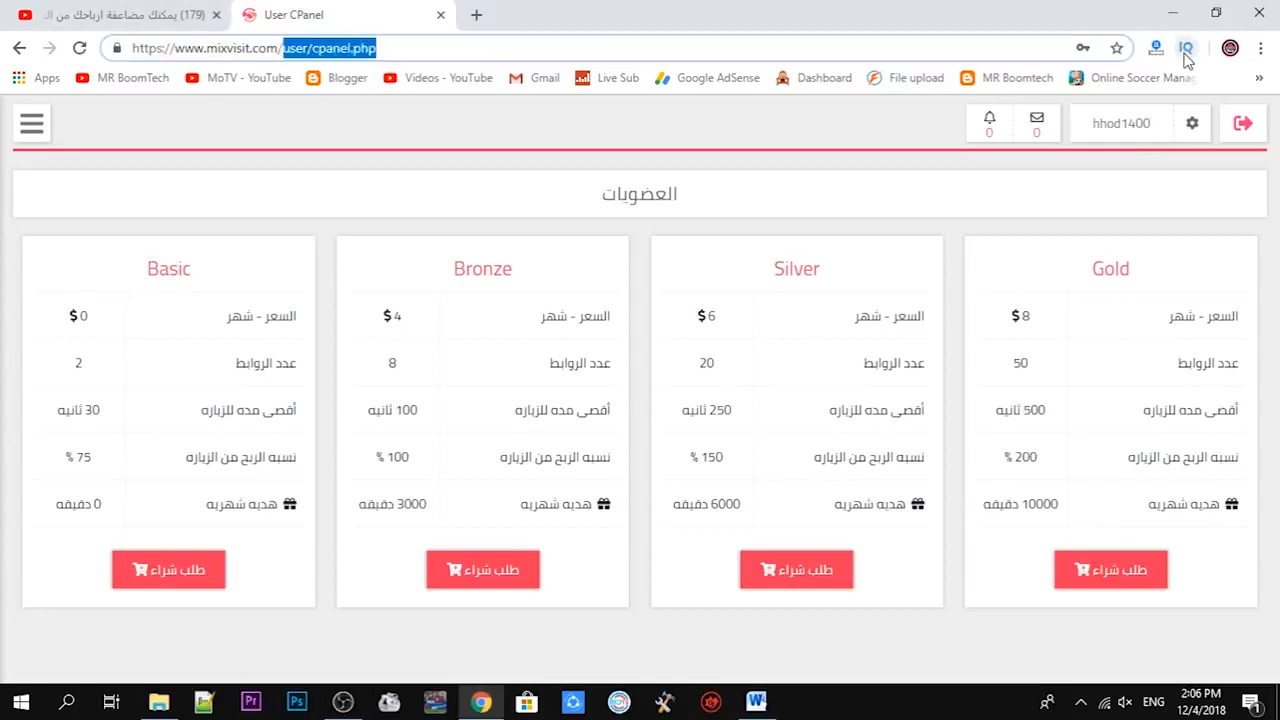 (179) يمكنك مضاعفة ارباحك من ال
User CPanel
https://www.mixvisit.com/user/cpanel.php
Apps
MR BoomTech
MoTV - YouTube
Blogger
Videos - YouTube
Gmail
Live Sub
Google AdSense
Dashboard
File upload
MR Boomtech
Online Soccer Manag
0
0
hhod1400
العضويات
Basic
السعر - شهر 0 $
عدد الروابط 2
أقصى مده للزياره 30 ثانيه
نسبه الربح من الزياره 75 %
هديه شهريه 0 دقيقه
طلب شراء
Bronze
السعر - شهر 4 $
عدد الروابط 8
أقصى مده للزياره 100 ثانيه
نسبه الربح من الزياره 100 %
هديه شهريه 3000 دقيقه
طلب شراء
Silver
السعر - شهر 6 $
عدد الروابط 20
أقصى مده للزياره 250 ثانيه
نسبه الربح من الزياره 150 %
هديه شهريه 6000 دقيقه
طلب شراء
Gold
السعر - شهر 8 $
عدد الروابط 50
أقصى مده للزياره 500 ثانيه
نسبه الربح من الزياره 200 %
هديه شهريه 10000 دقيقه
طلب شراء
ENG
2:06 PM
12/4/2018